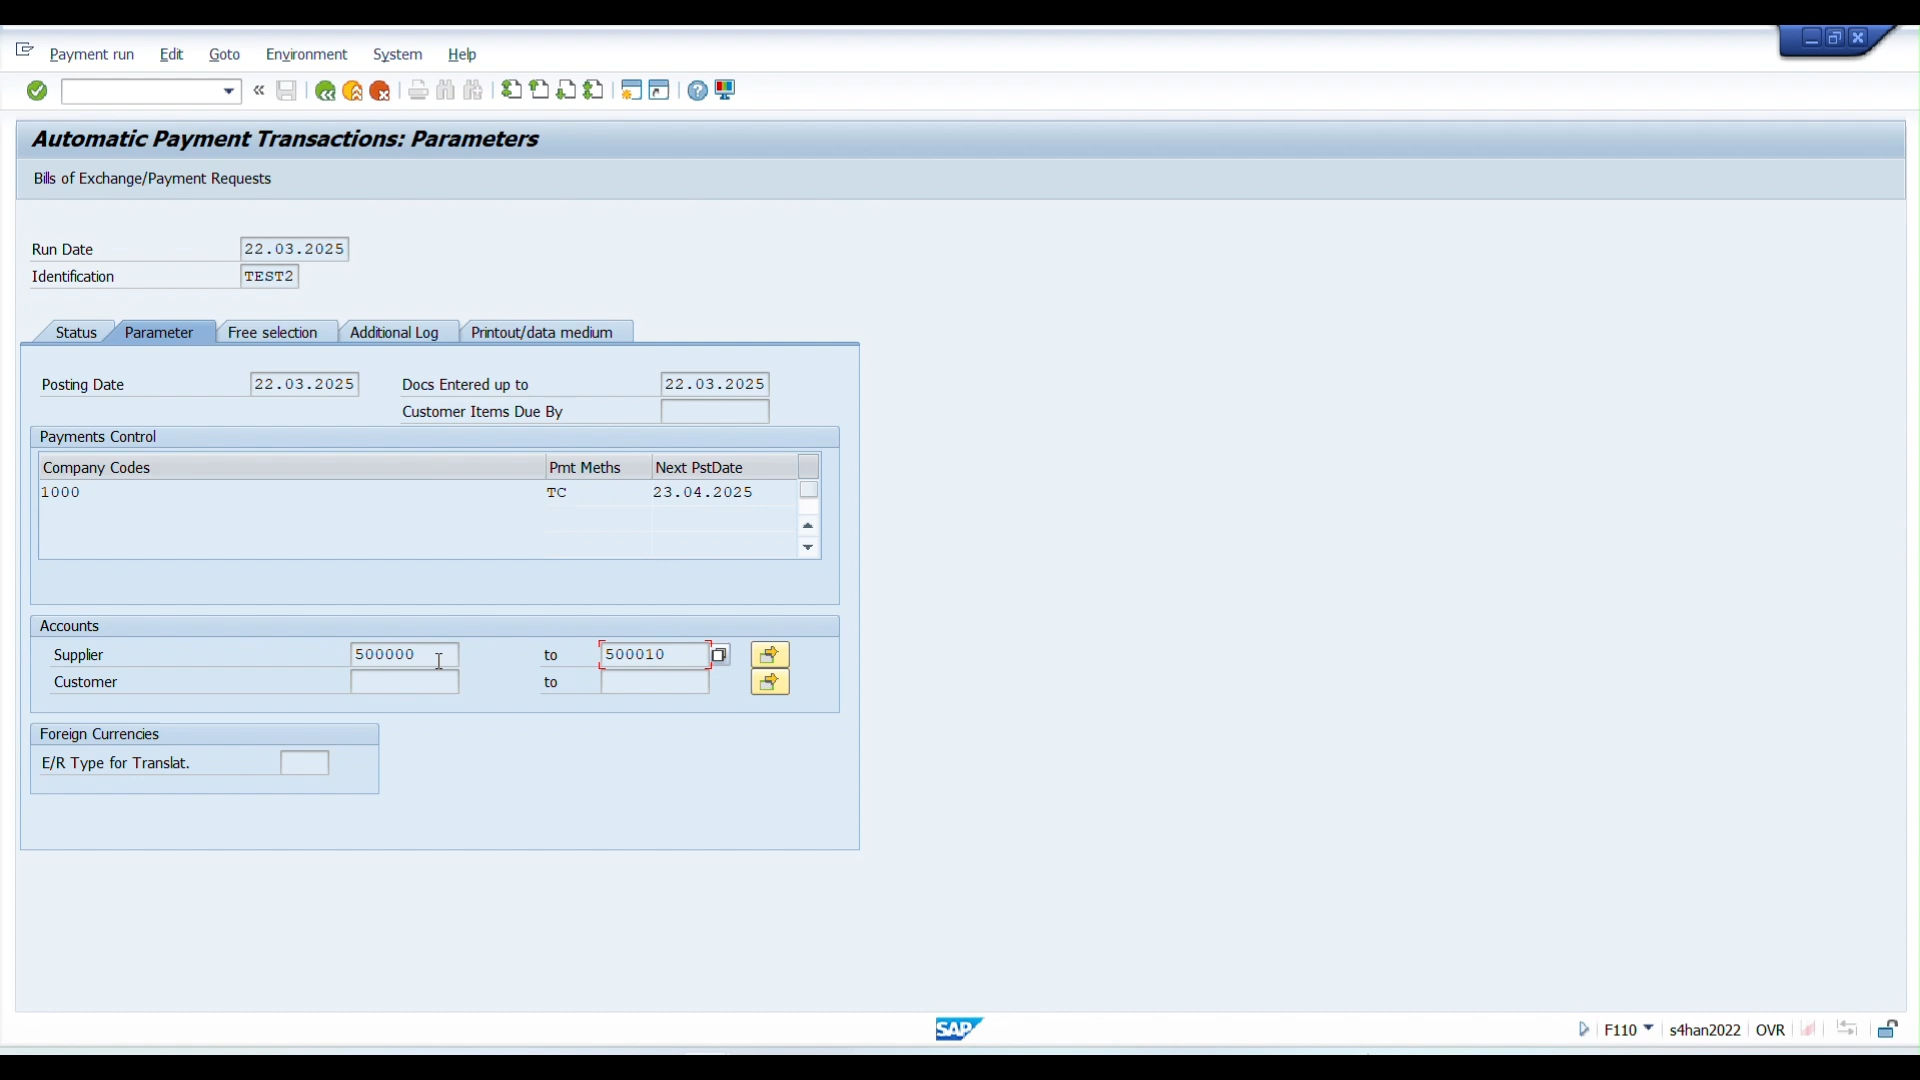 Payment run Edit Goto Environment System Help
Automatic Payment Transactions: Parameters
Bills of Exchange/Payment Requests
Run Date 22.03.2025
Identification TEST2
Status Parameter Free selection Additional Log Printout/data medium
Posting Date 22.03.2025 Docs Entered up to 22.03.2025
Customer Items Due By
Payments Control
Company Codes Pmt Meths Next PstDate
1000 TC 23.04.2025
Accounts
Supplier 500000 to 500010
Customer to
Foreign Currencies
E/R Type for Translat.
SAP F110 s4han2022 OVR